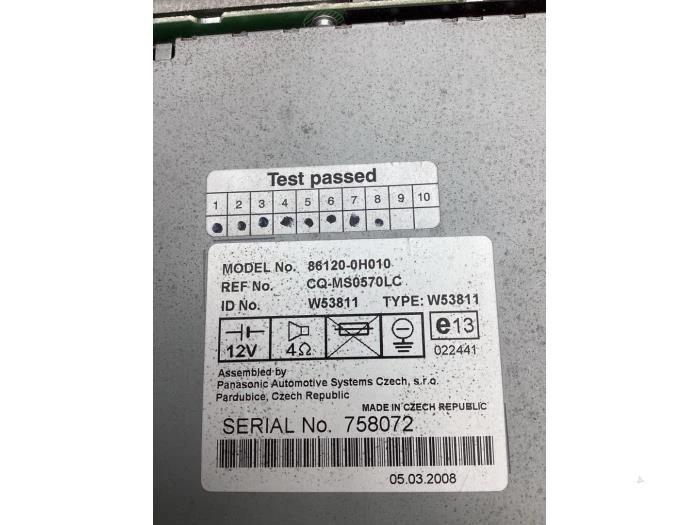 Test passed
1 2 3 4 5 6 7 8 9 10
MODEL No. 86120-0H010
REF No. CQ-MS0570LC
ID No. W53811 TYPE: W53811
12V 4Ω e13
022441
Assembled by
Panasonic Automotive Systems Czech, s.r.o.
Pardubice, Czech Republic
MADE IN CZECH REPUBLIC
SERIAL No. 758072
05.03.2008